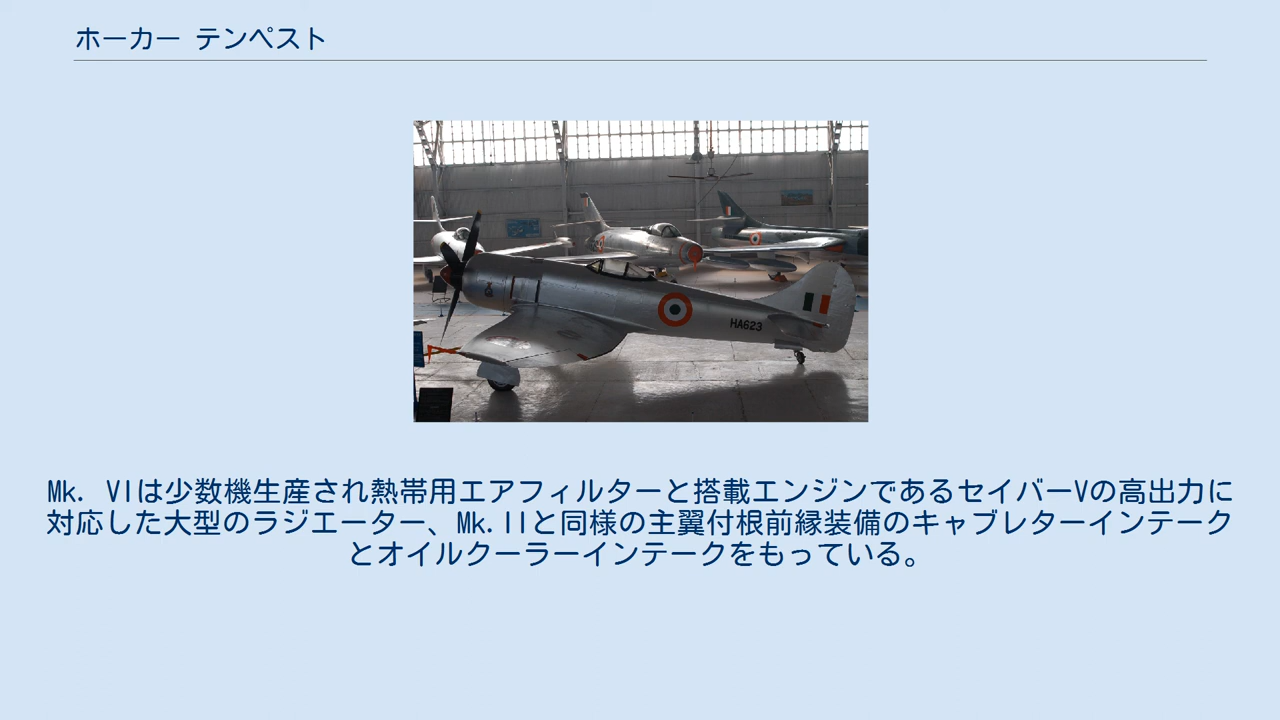 ホーカー テンペスト
HA623
Mk. VIは少数機生産され熱帯用エアフィルターと搭載エンジンであるセイバーVの高出力に
対応した大型のラジエーター、Mk.IIと同様の主翼付根前縁装備のキャブレターインテーク
とオイルクーラーインテークをもっている。